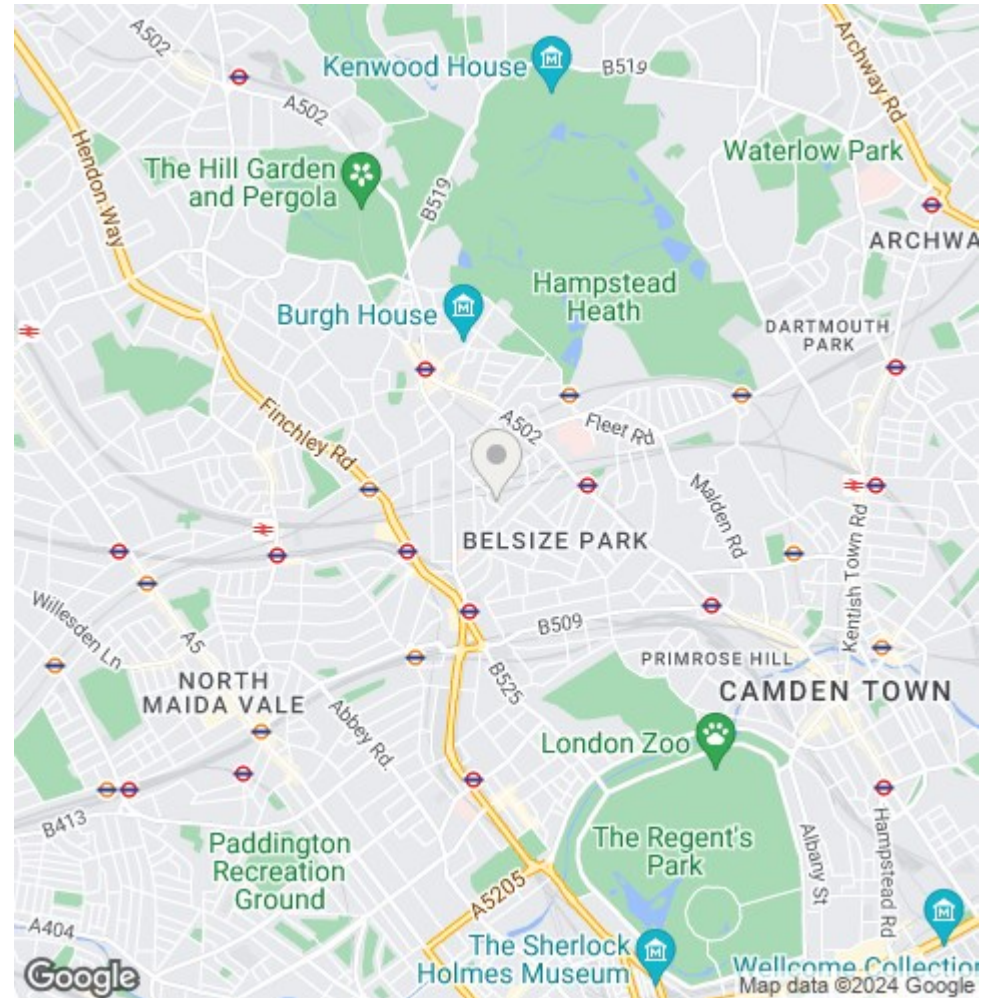 A502
Kenwood House
B519
A502
Archway Rd
Hendon Way
The Hill Garden
and Pergola
B519
Waterlow Park
ARCHWA
Hampstead
Heath
Burgh House
DARTMOUTH
PARK
A502
Fleet Rd
Finchley Rd
Malden Rd
BELSIZE PARK
Kentish Town Rd
Willesden Ln
A5
B509
PRIMROSE HILL
B525
NORTH
MAIDA VALE
CAMDEN TOWN
Abbey Rd.
London Zoo
B413
Hampstead Rd
Albany St
The Regent's
Park
Paddington
Recreation
Ground
A5205
A404
The Sherlock
Holmes Museum
Wellcome Collection
Google
Map data ©2024 Google